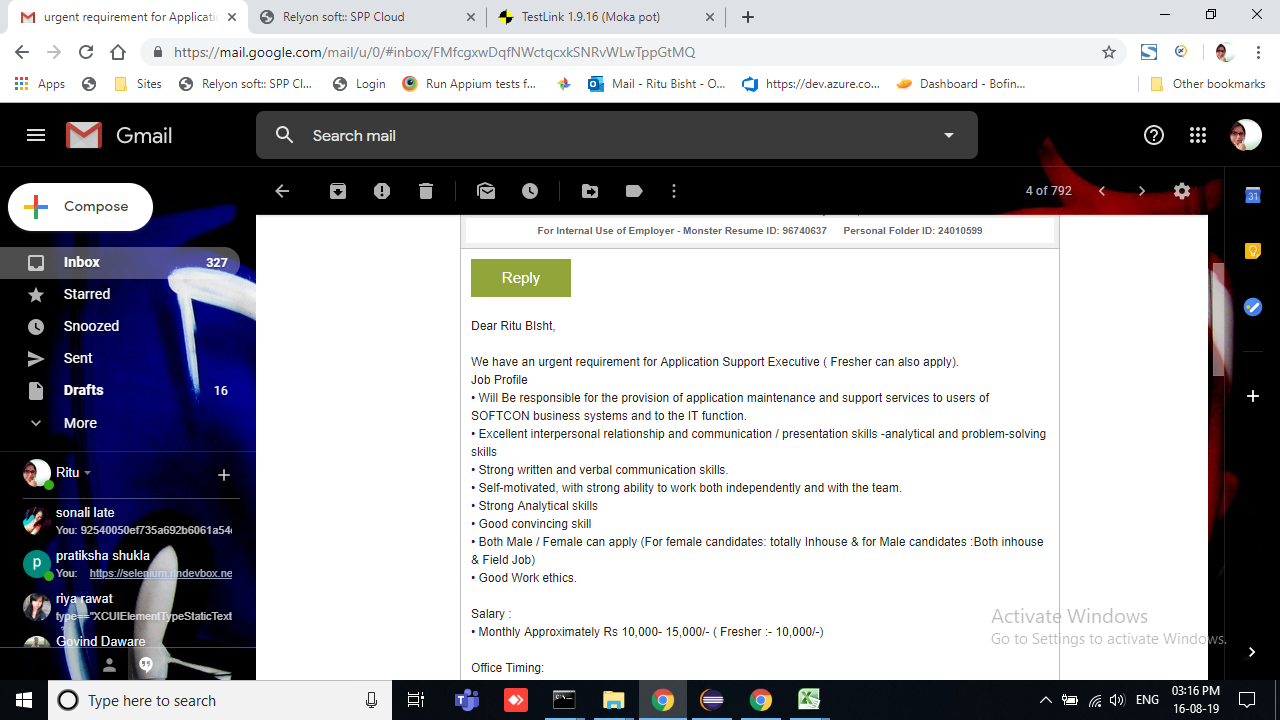 urgent requirement for Applicati
Relyon soft:: SPP Cloud
TestLink 1.9.16 (Moka pot)
https://mail.google.com/mail/u/0/#inbox/FMfcgxwDqfNWctqcxkSNRvWLwTppGtMQ
Apps
Sites
Relyon soft:: SPP Cl...
Login
Run Appium tests f...
Mail - Ritu Bisht - O...
https://dev.azure.co...
Dashboard - Bofin...
Other bookmarks
Gmail
Search mail
4 of 792
31
Compose
Inbox 327
Starred
Snoozed
Sent
Drafts 16
More
Ritu
sonali late
You: 92540050ef735a692b6061a54
pratiksha shukla
You: https://selenium.
riya rawat
type=="XCUIElementTypeStaticText
Govind Daware
For Internal Use of Employer - Monster Resume ID: 96740637 Personal Folder ID: 24010599
Reply
Dear Ritu BIsht,
We have an urgent requirement for Application Support Executive ( Fresher can also apply).
Job Profile
• Will Be responsible for the provision of application maintenance and support services to users of
SOFTCON business systems and to the IT function.
• Excellent interpersonal relationship and communication / presentation skills -analytical and problem-solving
skills
• Strong written and verbal communication skills.
• Self-motivated, with strong ability to work both independently and with the team.
• Strong Analytical skills
• Good convincing skill
• Both Male / Female can apply (For female candidates: totally Inhouse & for Male candidates :Both inhouse
& Field Job)
• Good Work ethics.
Salary :
• Monthly Approximately Rs 10,000- 15,000/- ( Fresher :- 10,000/-)
Office Timing:
Activate Windows
Go to Settings to activate Windows.
Type here to search
ENG
03:16 PM
16-08-19